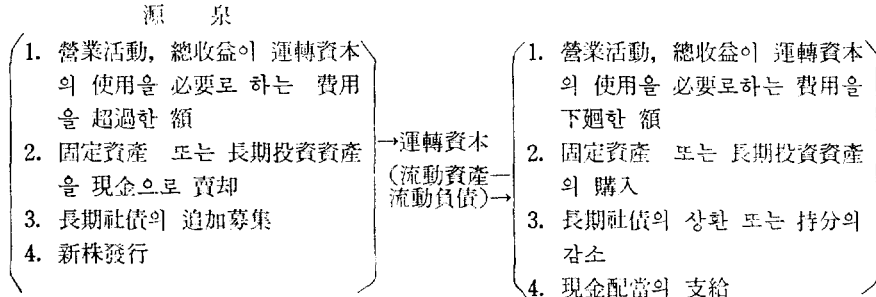 源 泉
1. 營業活動, 總收益이 運轉資本
의 使用을 必要로 하는 費用
을 超過한 額
2. 固定資產 또는 長期投資資產
을 現金으로 賣却
3. 長期社債의 追加募集
4. 新株發行
→運轉資本
(流動資產—
流動負債)→
1. 營業活動, 總收益이 運轉資本
의 使用을 必要로하는 費用을
下廻한 額
2. 固定資產 또는 長期投資資產
의 購入
3. 長期社債의 상환 또는 持分의
감소
4. 現金配當의 支給